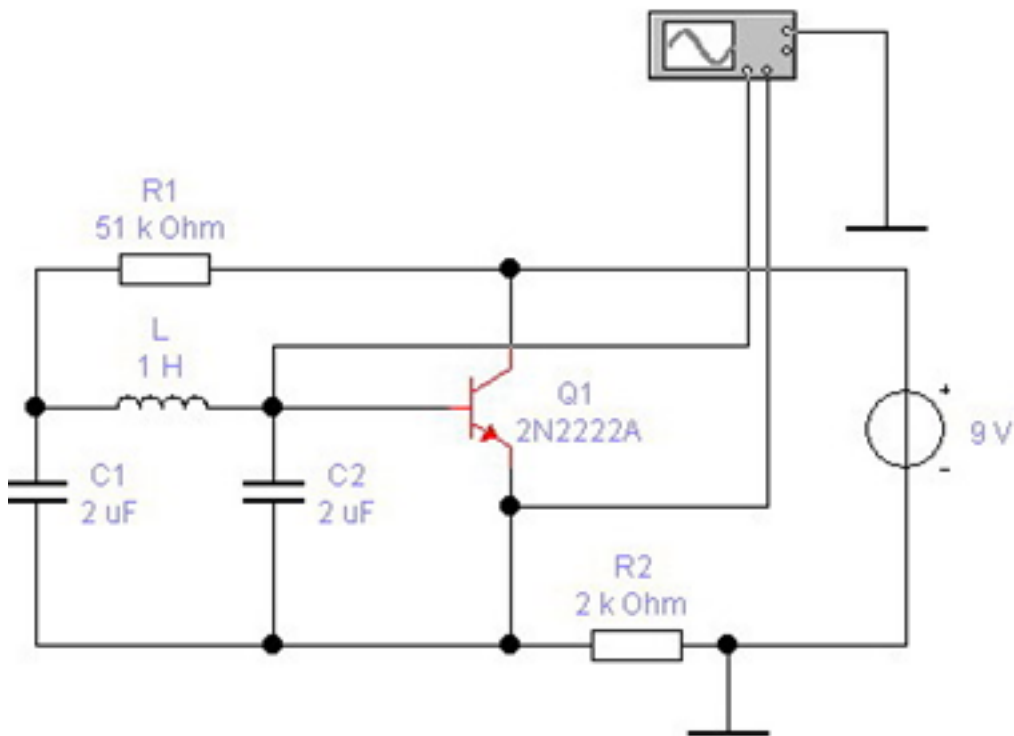 R1
51 k Ohm
L
1 H
Q1
2N2222A
+
9 V
-
C1
2 uF
C2
2 uF
R2
2 k Ohm